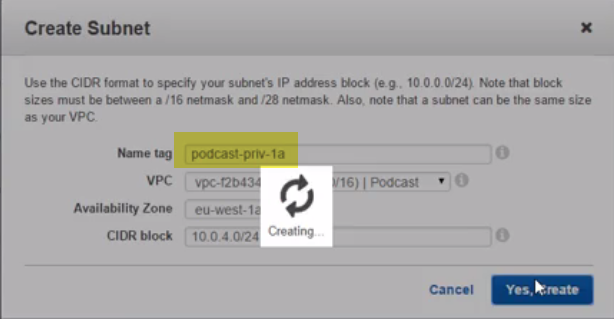 Create Subnet
Use the CIDR format to specify your subnet's IP address block (e.g., 10.0.0.0/24). Note that block
sizes must be between a /16 netmask and /28 netmask. Also, note that a subnet can be the same size
as your VPC.
Name tag podcast-priv-1a
VPC vpc-f2b434 0/16) | Podcast
Availability Zone eu-west-1a
CIDR block 10.0.4.0/24
Creating...
Cancel Yes, Create